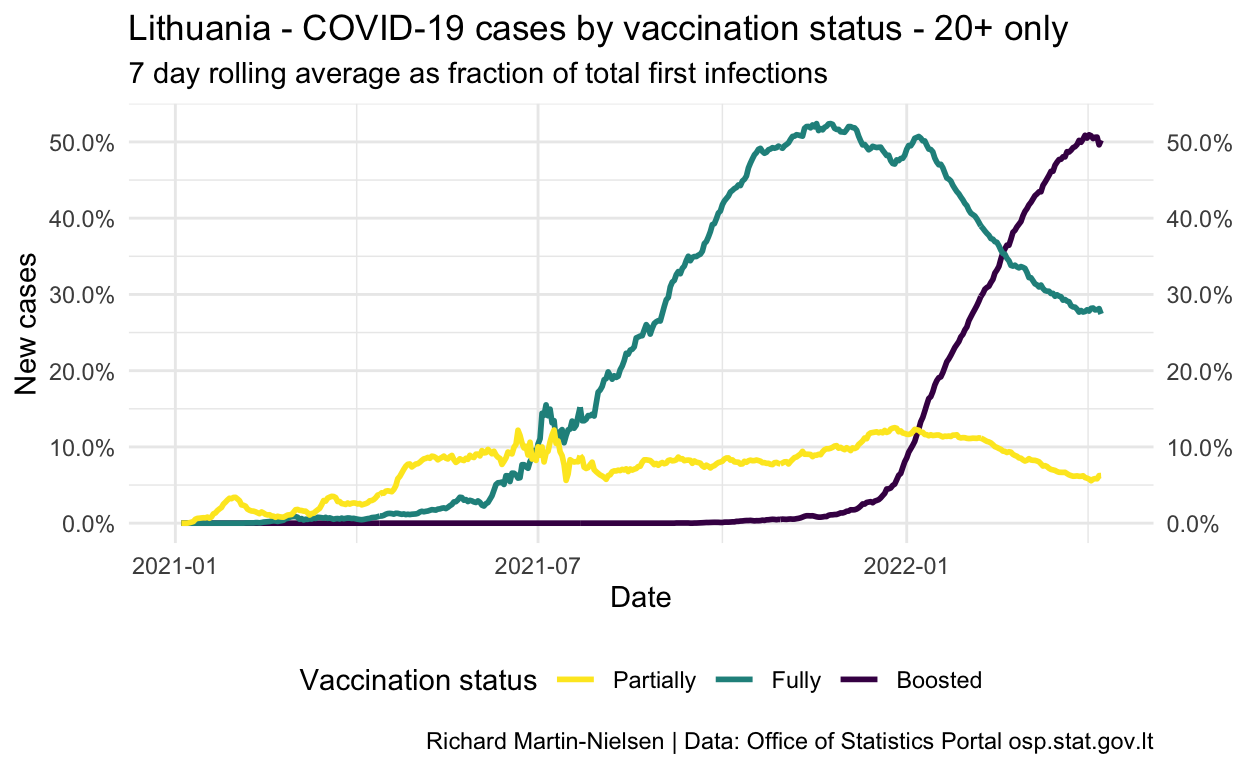 Lithuania - COVID-19 cases by vaccination status - 20+ only
7 day rolling average as fraction of total first infections
New cases
50.0%
40.0%
30.0%
20.0%
10.0%
0.0%
50.0%
40.0%
30.0%
20.0%
10.0%
0.0%
2021-01 2021-07 2022-01
Date
Vaccination status Partially Fully Boosted
Richard Martin-Nielsen | Data: Office of Statistics Portal osp.stat.gov.lt